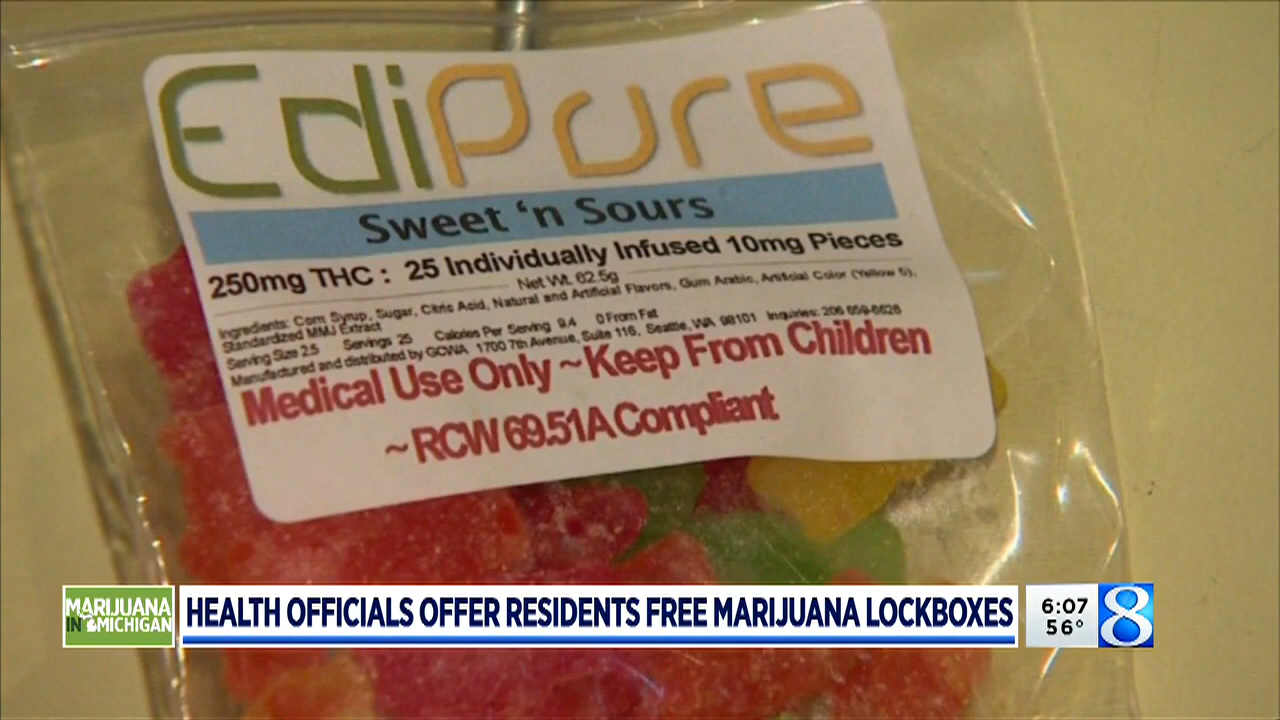 EdiPure
Sweet 'n Sours
250mg THC : 25 Individually Infused 10mg Pieces
Net Wt. 62.5g
Ingredients: Corn Syrup, Sugar, Citric Acid, Natural and Artificial Flavors, Gum Arabic, Artificial Color (Yellow 5),
Standardized MMJ Extract
Serving Size 2.5 Servings 25 Calories Per Serving 9.4 0 From Fat
Manufactured and distributed by GCWA 1700 7th Avenue, Suite 116, Seattle, WA 98101 Inquiries: 206 659-6628
Medical Use Only ~ Keep From Children
~ RCW 69.51A Compliant
MARIJUANA
IN MICHIGAN
HEALTH OFFICIALS OFFER RESIDENTS FREE MARIJUANA LOCKBOXES
6:07
56°
8